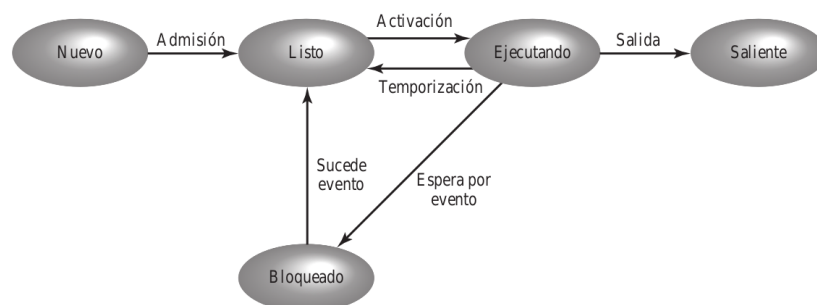 Activación
Admisión
Salida
Nuevo
Listo
Ejecutando
Saliente
Temporización
Sucede
evento
Espera por
evento
Bloqueado